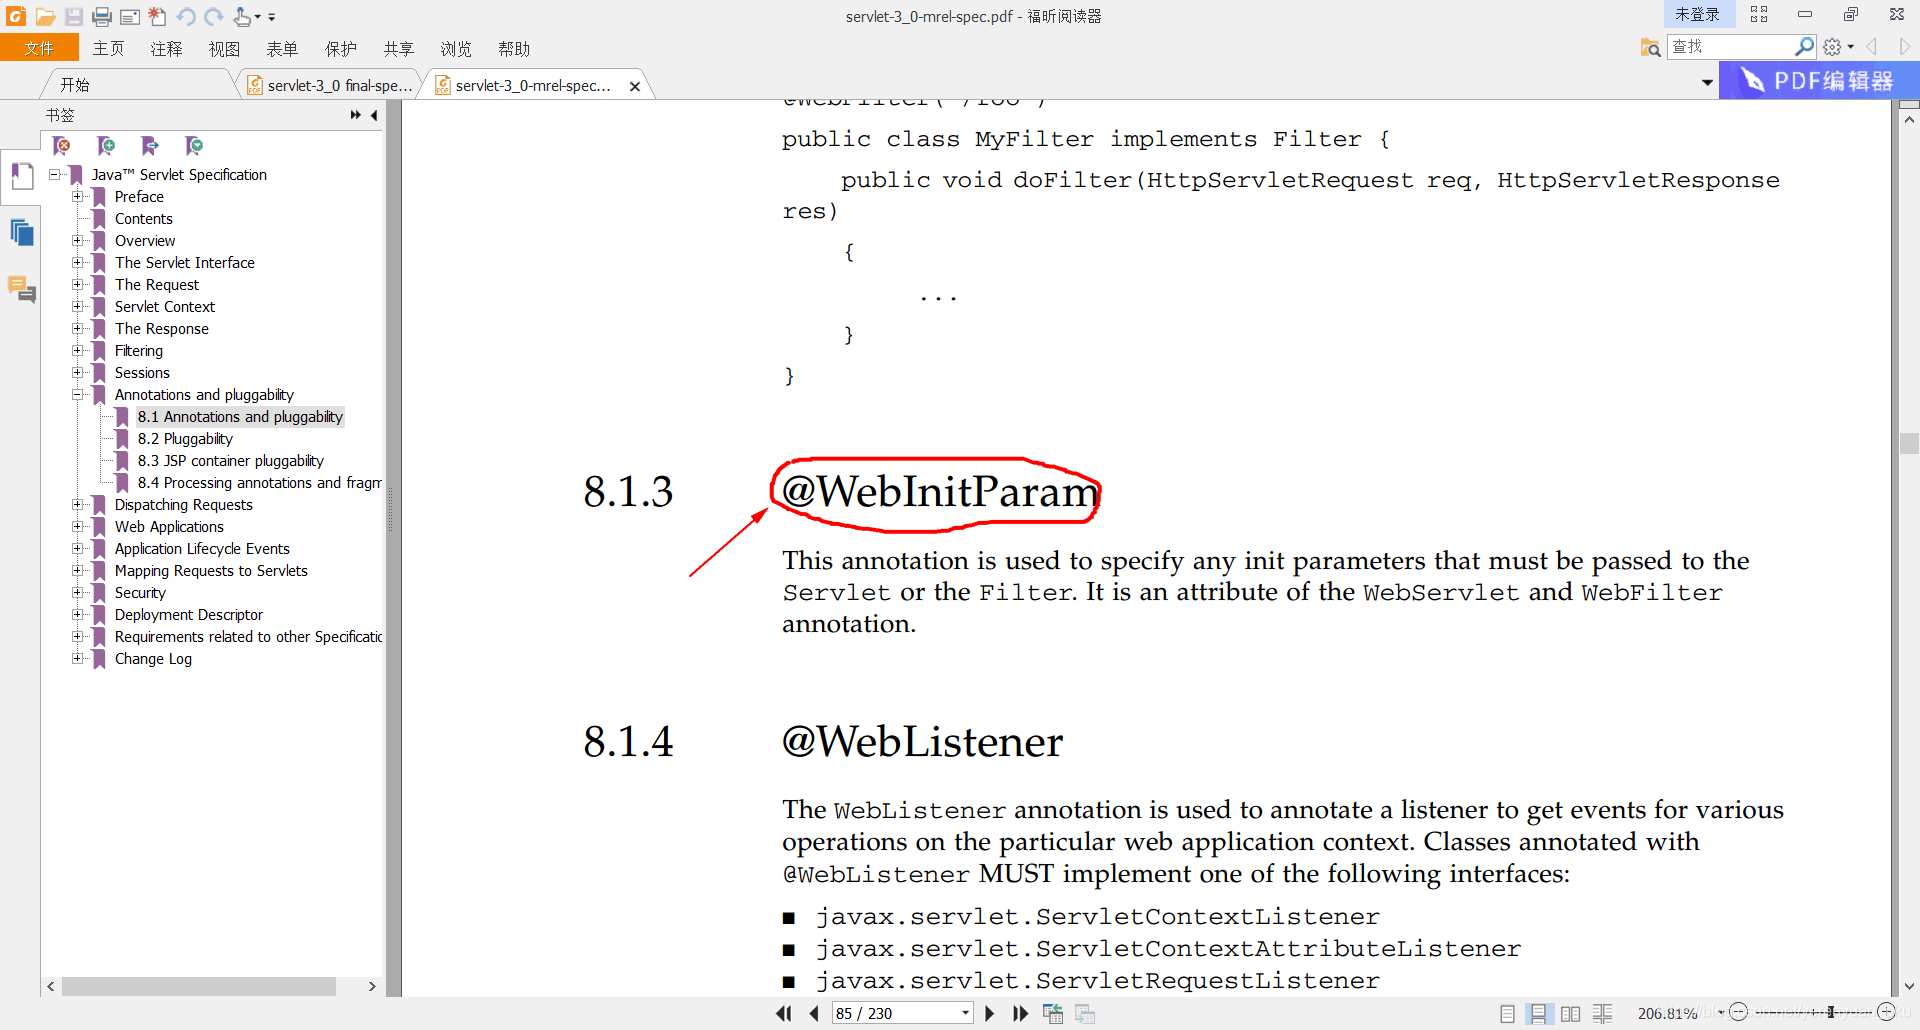 servlet-3_0-mrel-spec.pdf - 福昕阅读器
未登录
文件 主页 注释 视图 表单 保护 共享 浏览 帮助
查找
开始
servlet-3_0 final-spe...
servlet-3_0-mrel-spec...
PDF编辑器
书签
Java™ Servlet Specification
Preface
Contents
Overview
The Servlet Interface
The Request
Servlet Context
The Response
Filtering
Sessions
Annotations and pluggability
8.1 Annotations and pluggability
8.2 Pluggability
8.3 JSP container pluggability
8.4 Processing annotations and fragm
Dispatching Requests
Web Applications
Application Lifecycle Events
Mapping Requests to Servlets
Security
Deployment Descriptor
Requirements related to other Specificatic
Change Log
@WebFilter("/foo")
public class MyFilter implements Filter {
public void doFilter(HttpServletRequest req, HttpServletResponse
res)
{
...
}
}
8.1.3 @WebInitParam
This annotation is used to specify any init parameters that must be passed to the
Servlet or the Filter. It is an attribute of the WebServlet and WebFilter
annotation.
8.1.4 @WebListener
The WebListener annotation is used to annotate a listener to get events for various
operations on the particular web application context. Classes annotated with
@WebListener MUST implement one of the following interfaces:
■ javax.servlet.ServletContextListener
■ javax.servlet.ServletContextAttributeListener
■ javax.servlet.ServletRequestListener
85 / 230
206.81%